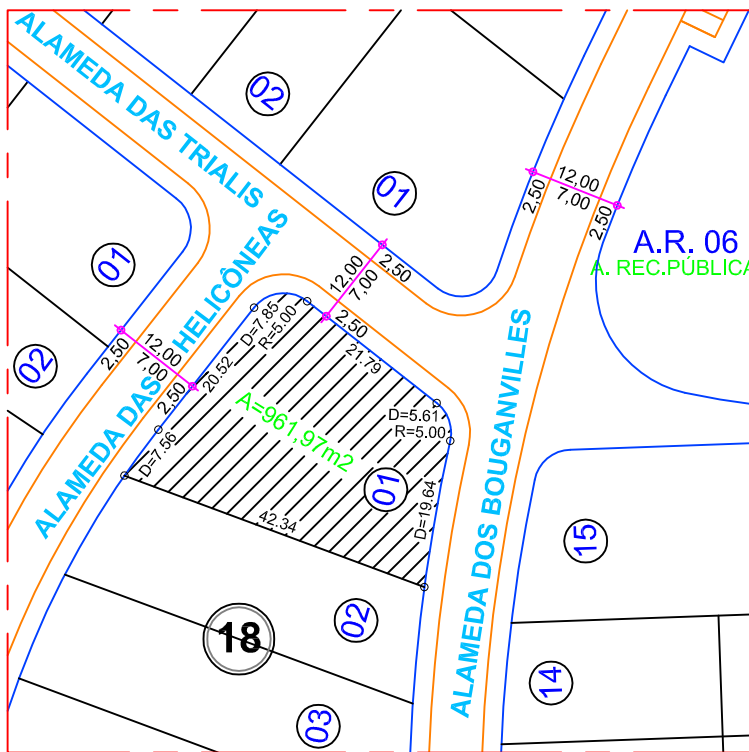 ALAMEDA DAS TRIALIS
02
01
12,00
7,00
2,50
2,50
A.R. 06
A. REC.PÚBLICA
01
ALAMEDA DAS HELICÔNEAS
12,00
7,00
2,50
2,50
02
12,00
7,00
2,50
2,50
D=7.85
R=5.00
20.52
21.79
A=961,97m2
D=5.61
R=5.00
D=7.56
01
D=19.64
42.34
ALAMEDA DOS BOUGANVILLES
15
02
18
14
03